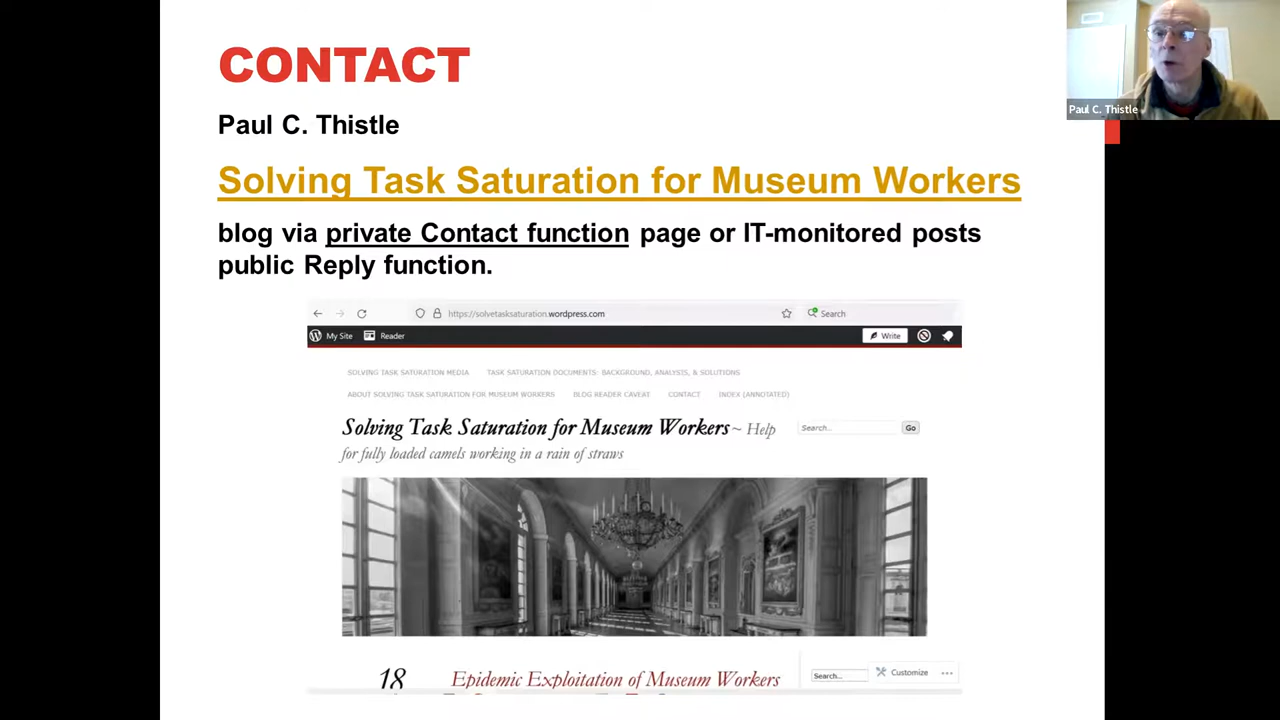 CONTACT
Paul C. Thistle
Paul C. Thistle
Solving Task Saturation for Museum Workers
blog via private Contact function page or IT-monitored posts
public Reply function.
https://solvetasksaturation.wordpress.com
Search
My Site
Reader
Write
SOLVING TASK SATURATION MEDIA
TASK SATURATION DOCUMENTS: BACKGROUND, ANALYSIS, & SOLUTIONS
ABOUT SOLVING TASK SATURATION FOR MUSEUM WORKERS
BLOG READER CAVEAT
CONTACT
INDEX (ANNOTATED)
Solving Task Saturation for Museum Workers ~ Help
for fully loaded camels working in a rain of straws
Search...
Go
18
Epidemic Exploitation of Museum Workers
Search...
Customize